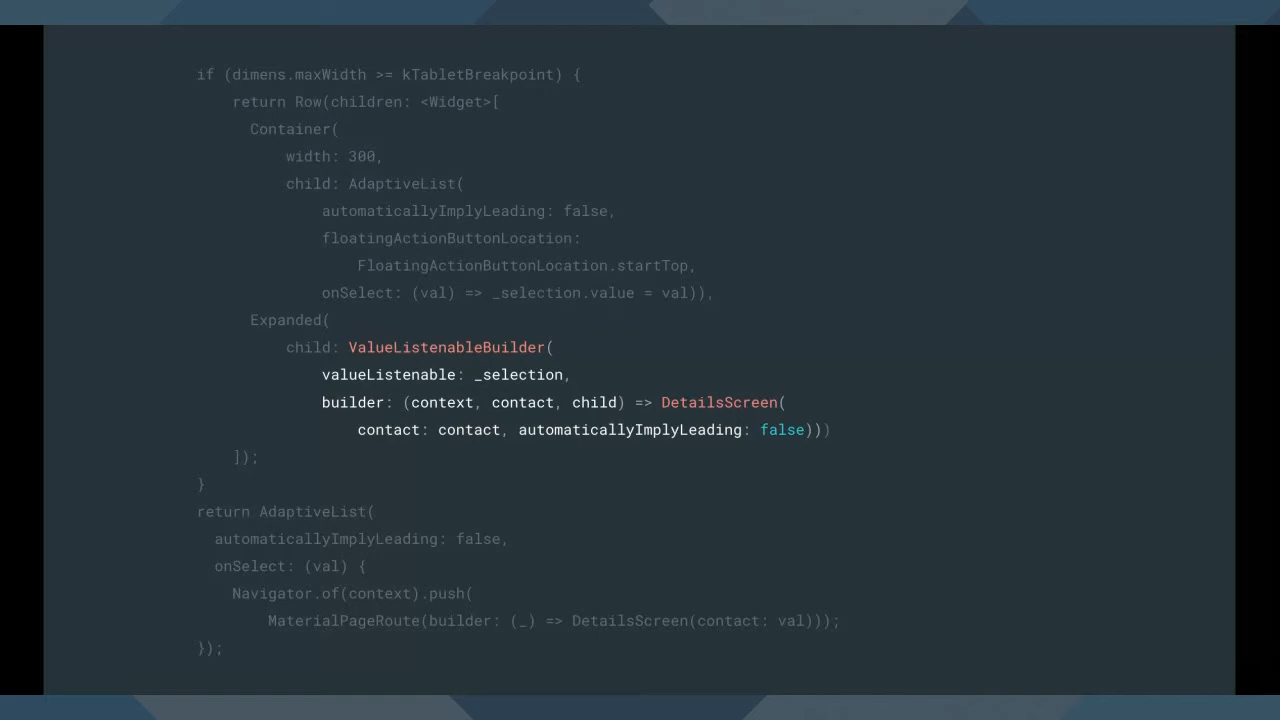 if (dimens.maxWidth >= kTabletBreakpoint) {
return Row(children: <Widget>[
Container(
width: 300,
child: AdaptiveList(
automaticallyImplyLeading: false,
floatingActionButtonLocation:
FloatingActionButtonLocation.startTop,
onSelect: (val) => _selection.value = val)),
Expanded(
child: ValueListenableBuilder(
valueListenable: _selection,
builder: (context, contact, child) => DetailsScreen(
contact: contact, automaticallyImplyLeading: false)))
]);
}
return AdaptiveList(
automaticallyImplyLeading: false,
onSelect: (val) {
Navigator.of(context).push(
MaterialPageRoute(builder: (_) => DetailsScreen(contact: val)));
});